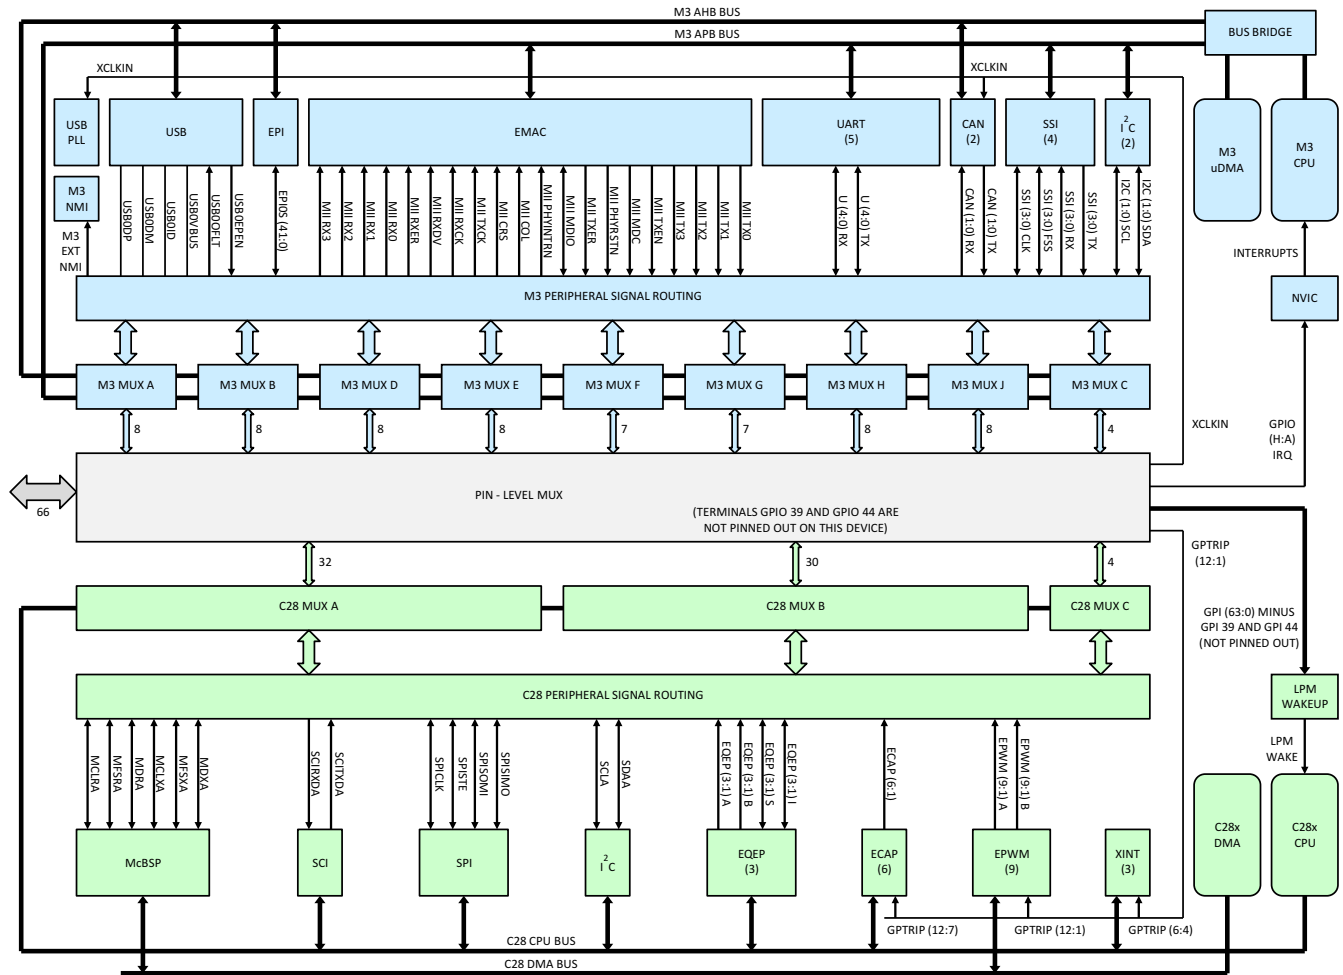 M3 AHB BUS
M3 APB BUS
BUS BRIDGE
XCLKIN
XCLKIN
USB
PLL
USB
EPI
EMAC
UART
(5)
CAN
(2)
SSI
(4)
I2C
(2)
M3
uDMA
M3
CPU
M3
NMI
M3
EXT
NMI
USB0DP
USB0DM
USB0ID
USB0VBUS
USB0OFLT
USB0EPEN
EPI0S (41:0)
MII RX3
MII RX2
MII RX1
MII RX0
MII RXER
MII RXDV
MII RXCK
MII TXCK
MII CRS
MII COL
MII PHYINTRN
MII MDIO
MII TXER
MII PHYRSTN
MII MDC
MII TXEN
MII TX3
MII TX2
MII TX1
MII TX0
U (4:0) RX
U (4:0) TX
CAN (1:0) RX
CAN (1:0) TX
SSI (3:0) CLK
SSI (3:0) FSS
SSI (3:0) RX
SSI (3:0) TX
I2C (1:0) SCL
I2C (1:0) SDA
INTERRUPTS
M3 PERIPHERAL SIGNAL ROUTING
NVIC
M3 MUX A
M3 MUX B
M3 MUX D
M3 MUX E
M3 MUX F
M3 MUX G
M3 MUX H
M3 MUX J
M3 MUX C
8
8
8
8
7
7
8
8
4
XCLKIN
GPIO
(H:A)
IRQ
PIN - LEVEL MUX
66
(TERMINALS GPIO 39 AND GPIO 44 ARE
NOT PINNED OUT ON THIS DEVICE)
32
30
4
GPTRIP
(12:1)
C28 MUX A
C28 MUX B
C28 MUX C
GPI (63:0) MINUS
GPI 39 AND GPI 44
(NOT PINNED OUT)
C28 PERIPHERAL SIGNAL ROUTING
LPM
WAKEUP
LPM
WAKE
MCLRA
MFSRA
MDRA
MCLXA
MFSXA
MDXA
SCIRXDA
SCITXDA
SPICLK
SPISTE
SPISOMI
SPISIMO
SCLA
SDAA
EQEP (3:1) A
EQEP (3:1) B
EQEP (3:1) S
EQEP (3:1) I
ECAP (6:1)
EPWM (9:1) A
EPWM (9:1) B
McBSP
SCI
SPI
I2C
EQEP
(3)
ECAP
(6)
EPWM
(9)
XINT
(3)
C28x
DMA
C28x
CPU
GPTRIP (12:7)
GPTRIP (12:1)
GPTRIP (6:4)
C28 CPU BUS
C28 DMA BUS